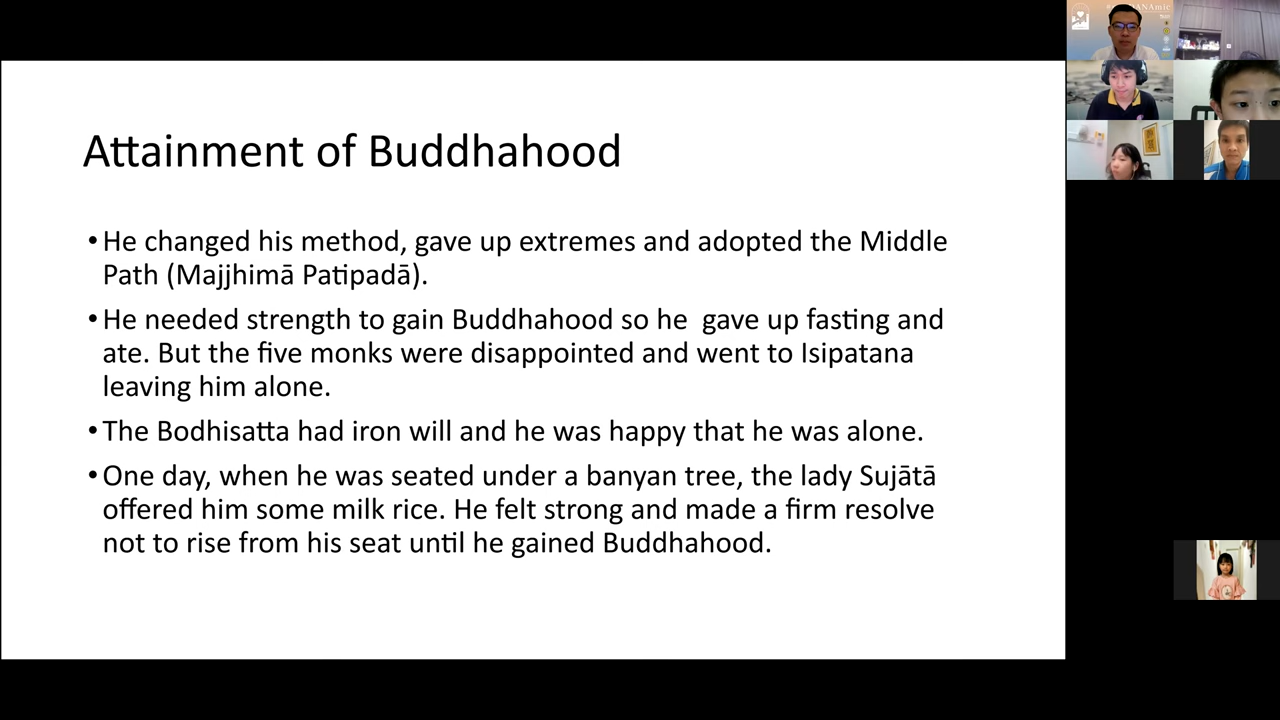 Attainment of Buddhahood
•He changed his method, gave up extremes and adopted the Middle
Path (Majjhimā Patipadā).
•He needed strength to gain Buddhahood so he  gave up fasting and
ate. But the five monks were disappointed and went to Isipatana
leaving him alone.
•The Bodhisatta had iron will and he was happy that he was alone.
•One day, when he was seated under a banyan tree, the lady Sujātā
offered him some milk rice. He felt strong and made a firm resolve
not to rise from his seat until he gained Buddhahood.